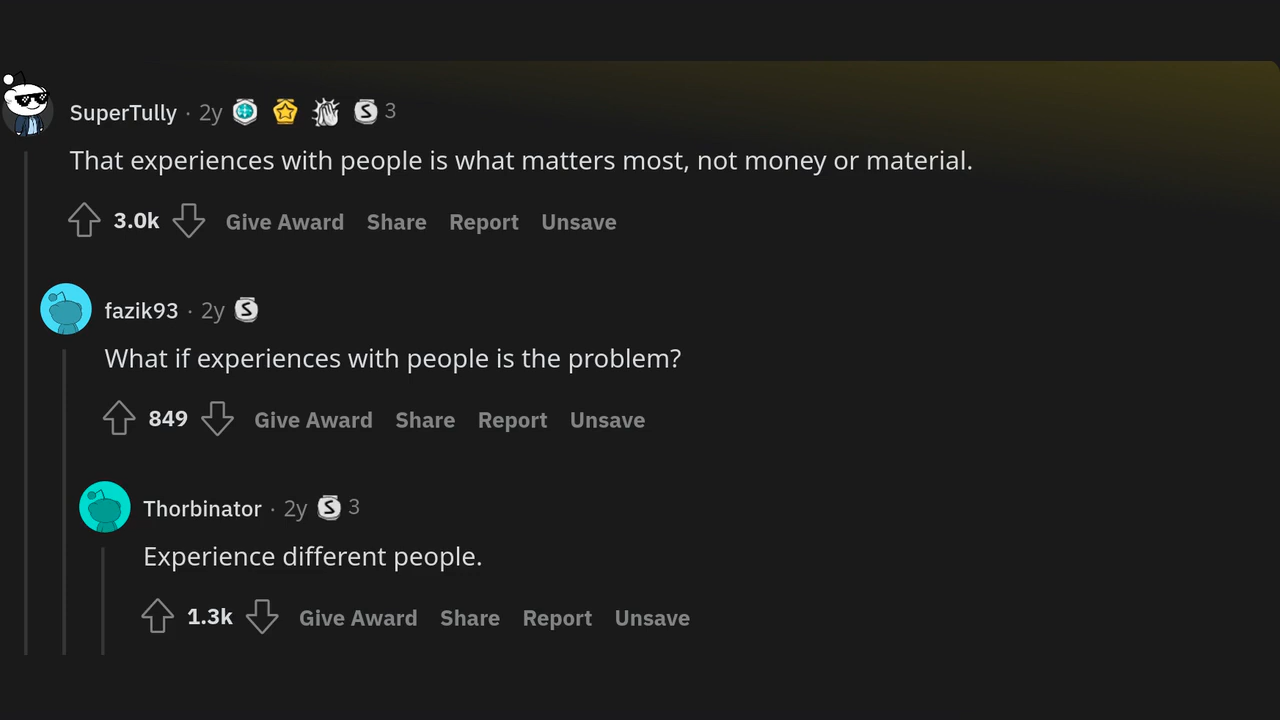 SuperTully · 2y 3
That experiences with people is what matters most, not money or material.
3.0k Give Award Share Report Unsave
fazik93 · 2y
What if experiences with people is the problem?
849 Give Award Share Report Unsave
Thorbinator · 2y 3
Experience different people.
1.3k Give Award Share Report Unsave